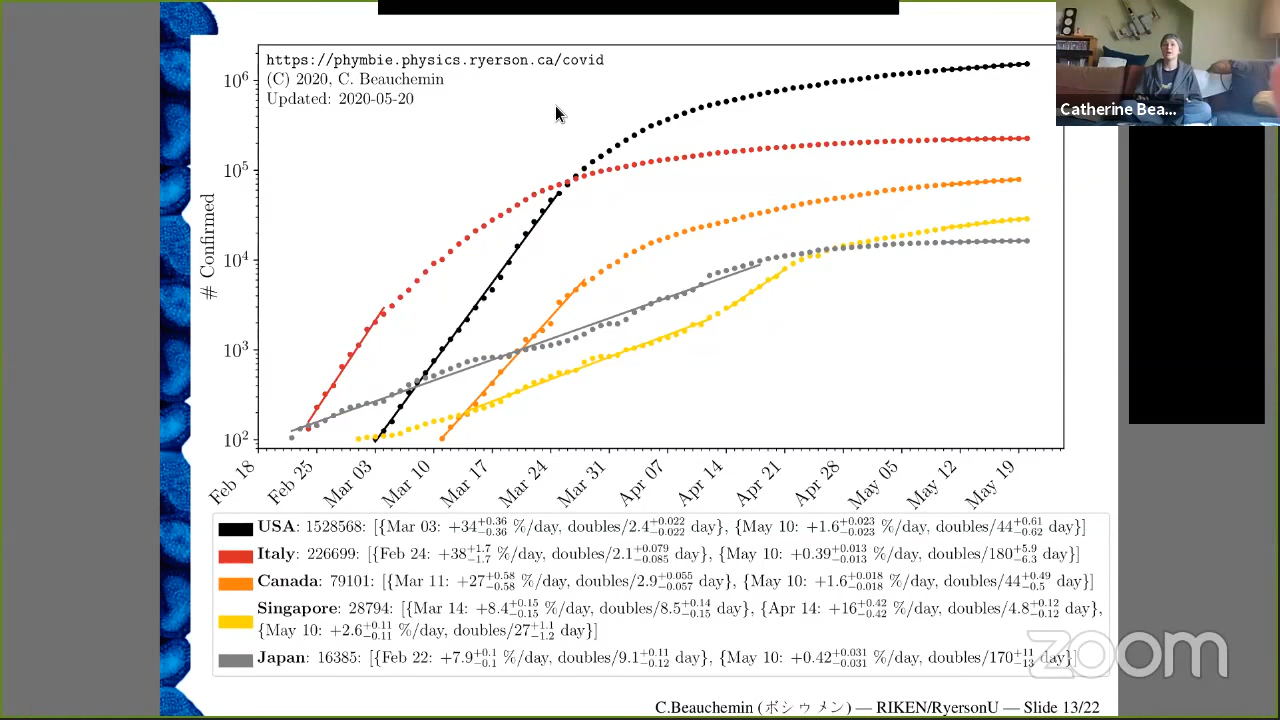 https://phymbie.physics.ryerson.ca/covid
(C) 2020, C. Beauchemin
Updated: 2020-05-20
Catherine Bea...
# Confirmed
10^6
10^5
10^4
10^3
10^2
Feb 18
Feb 25
Mar 03
Mar 10
Mar 17
Mar 24
Mar 31
Apr 07
Apr 14
Apr 21
Apr 28
May 05
May 12
May 19
USA: 1528568: [{Mar 03: +34^{+0.36}_{−0.36} %/day, doubles/2.4^{+0.022}_{−0.022} day}, {May 10: +1.6^{+0.023}_{−0.023} %/day, doubles/44^{+0.61}_{−0.62} day}]
Italy: 226699: [{Feb 24: +38^{+1.7}_{−1.7} %/day, doubles/2.1^{+0.079}_{−0.085} day}, {May 10: +0.39^{+0.013}_{−0.013} %/day, doubles/180^{+5.9}_{−6.3} day}]
Canada: 79101: [{Mar 11: +27^{+0.58}_{−0.58} %/day, doubles/2.9^{+0.055}_{−0.057} day}, {May 10: +1.6^{+0.018}_{−0.018} %/day, doubles/44^{+0.49}_{−0.5} day}]
Singapore: 28794: [{Mar 14: +8.4^{+0.15}_{−0.15} %/day, doubles/8.5^{+0.14}_{−0.15} day}, {Apr 14: +16^{+0.42}_{−0.42} %/day, doubles/4.8^{+0.12}_{−0.12} day},
{May 10: +2.6^{+0.11}_{−0.11} %/day, doubles/27^{+1.1}_{−1.2} day}]
Japan: 16385: [{Feb 22: +7.9^{+0.1}_{−0.1} %/day, doubles/9.1^{+0.11}_{−0.12} day}, {May 10: +0.42^{+0.031}_{−0.031} %/day, doubles/170^{+11}_{−13} day}]
zoom
C.Beauchemin (ボシゥメン) — RIKEN/RyersonU — Slide 13/22